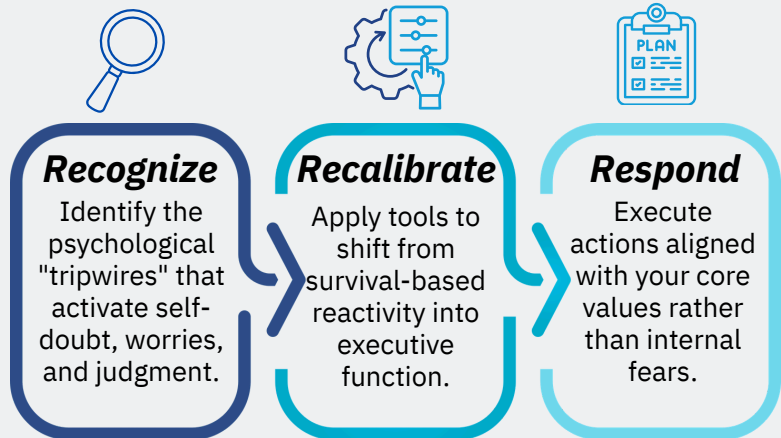 PLAN
Recognize
Identify the
psychological
"tripwires" that
activate self-
doubt, worries,
and judgment.
Recalibrate
Apply tools to
shift from
survival-based
reactivity into
executive
function.
Respond
Execute
actions aligned
with your core
values rather
than internal
fears.